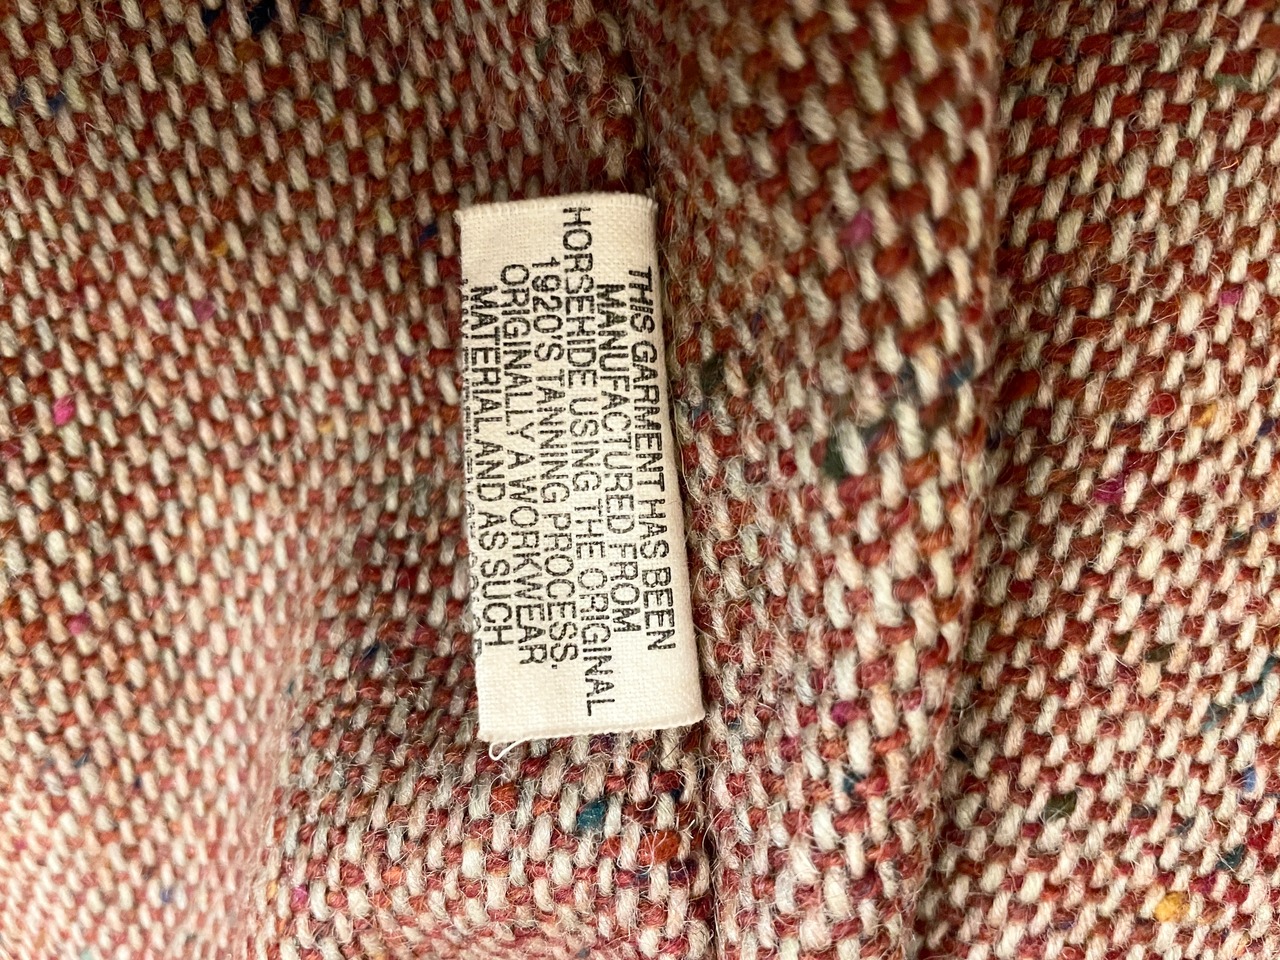 THIS GARMENT HAS BEEN
MANUFACTURED FROM
HORSEHIDE USING THE ORIGINAL
1920'S TANNING PROCESS.
ORIGINALLY A WORKWEAR
MATERIAL AND AS SUCH